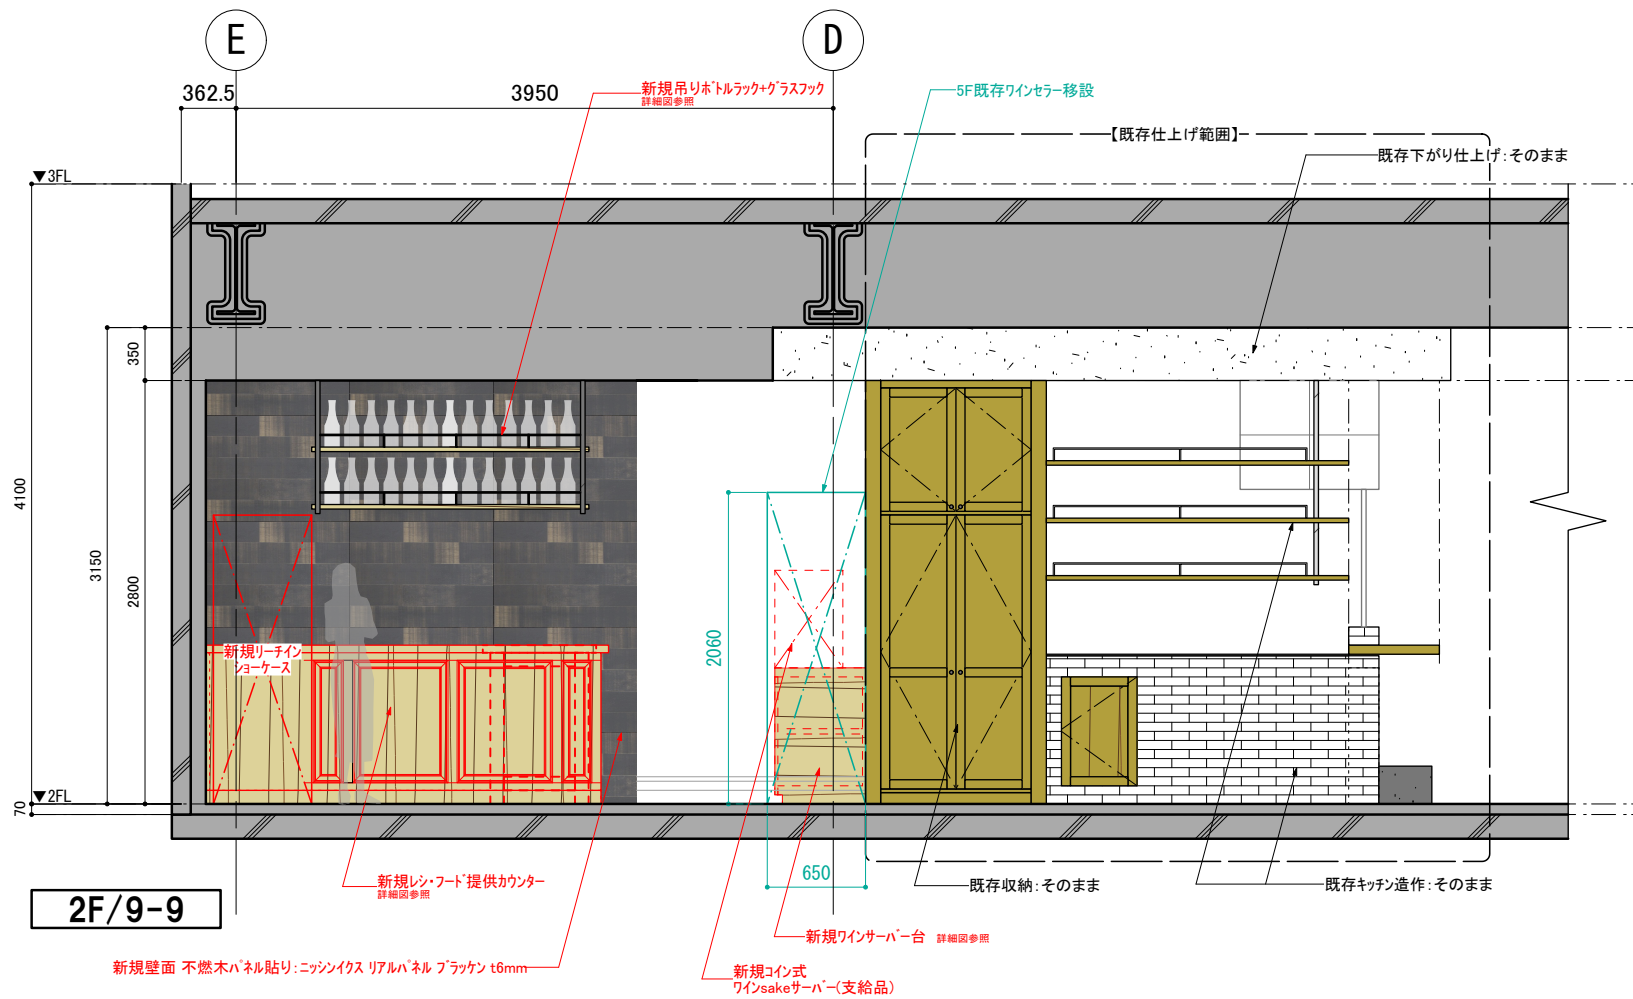 E
D
362.5
3950
新規吊りボトルラック+グラスフック
詳細図参照
5F既存ワインセラー移設
【既存仕上げ範囲】
既存下がり仕上げ:そのまま
▼3FL
350
4100
3150
2800
2060
新規リーチイン
ショーケース
▼2FL
70
650
新規レジ・フード提供カウンター
詳細図参照
既存収納:そのまま
既存キッチン造作:そのまま
2F/9-9
新規ワインサーバー台 詳細図参照
新規壁面 不燃木パネル貼り:ニッシンイクス リアルパネル ブラッケン t6mm
新規コイン式
ワインsakeサーバー(支給品)